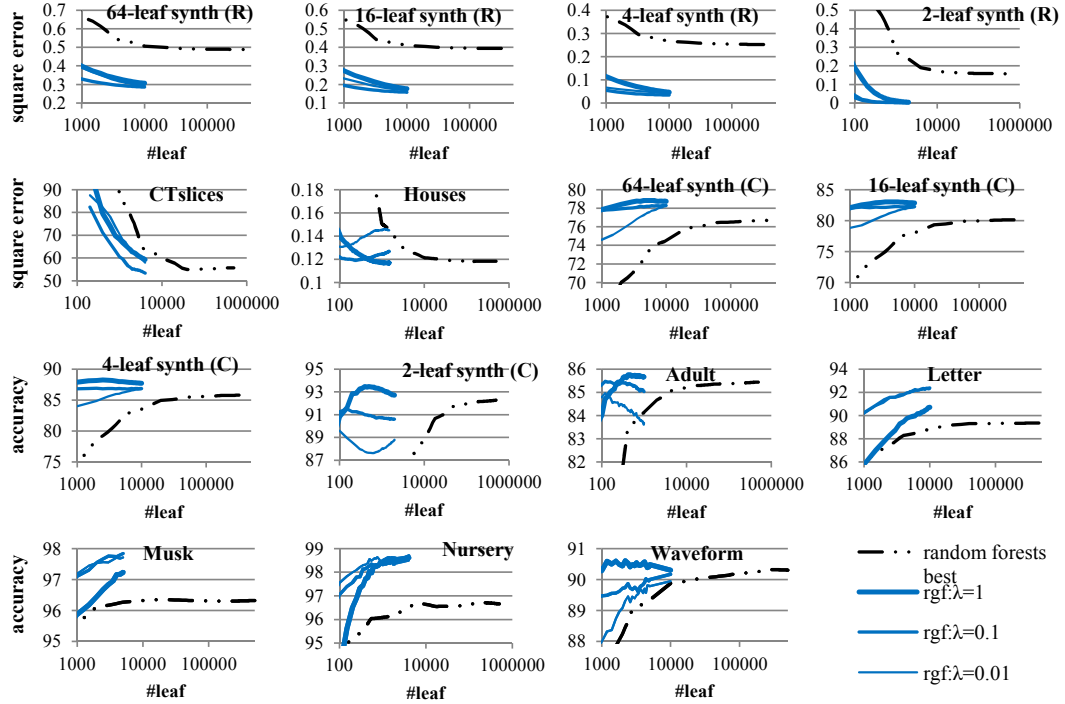 64-leaf synth (R)
16-leaf synth (R)
4-leaf synth (R)
2-leaf synth (R)
square error
0.7
0.6
0.5
0.4
0.3
0.2
1000 10000 100000
#leaf
0.6
0.5
0.4
0.3
0.2
0.1
1000 10000 100000
#leaf
0.4
0.3
0.2
0.1
0
1000 10000 100000
#leaf
0.5
0.4
0.3
0.2
0.1
0
100 10000 1000000
#leaf
CTslices
Houses
64-leaf synth (C)
16-leaf synth (C)
square error
90
80
70
60
50
100 10000 1000000
#leaf
0.18
0.16
0.14
0.12
0.1
100 10000 1000000
#leaf
80
78
76
74
72
70
1000 10000 100000
#leaf
85
80
75
70
1000 10000 100000
#leaf
4-leaf synth (C)
2-leaf synth (C)
Adult
Letter
accuracy
90
85
80
75
1000 10000 100000
#leaf
95
93
91
89
87
100 10000 1000000
#leaf
86
85
84
83
82
100 10000 1000000
#leaf
94
92
90
88
86
1000 10000 100000
#leaf
Musk
Nursery
Waveform
accuracy
98
97
96
95
1000 10000 100000
#leaf
99
98
97
96
95
100 10000 1000000
#leaf
91
90
89
88
1000 10000 100000
#leaf
random forests
best
rgf:λ=1
rgf:λ=0.1
rgf:λ=0.01